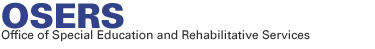 OSERS
Office of Special Education and Rehabilitative Services